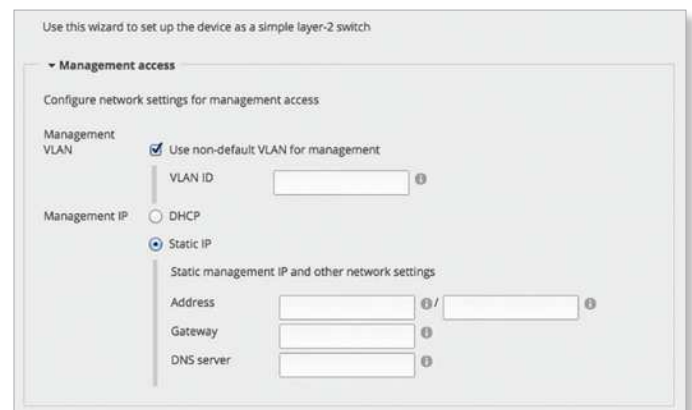 Use this wizard to set up the device as a simple layer-2 switch
Management access
Configure network settings for management access
Management
VLAN
Use non-default VLAN for management
VLAN ID
Management IP
DHCP
Static IP
Static management IP and other network settings
Address /
Gateway
DNS server